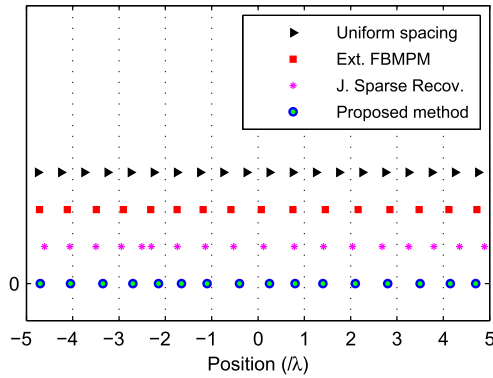 Uniform spacing
Ext. FBMPM
J. Sparse Recov.
Proposed method
0
−5 −4 −3 −2 −1 0 1 2 3 4 5
Position (/λ)